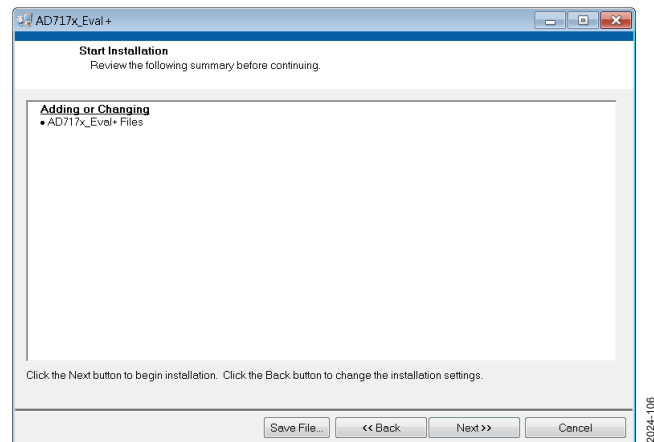 AD717x_Eval+
Start Installation
Review the following summary before continuing.
Adding or Changing
• AD717x_Eval+ Files
Click the Next button to begin installation. Click the Back button to change the installation settings.
Save File...
<< Back
Next >>
Cancel
2024-106